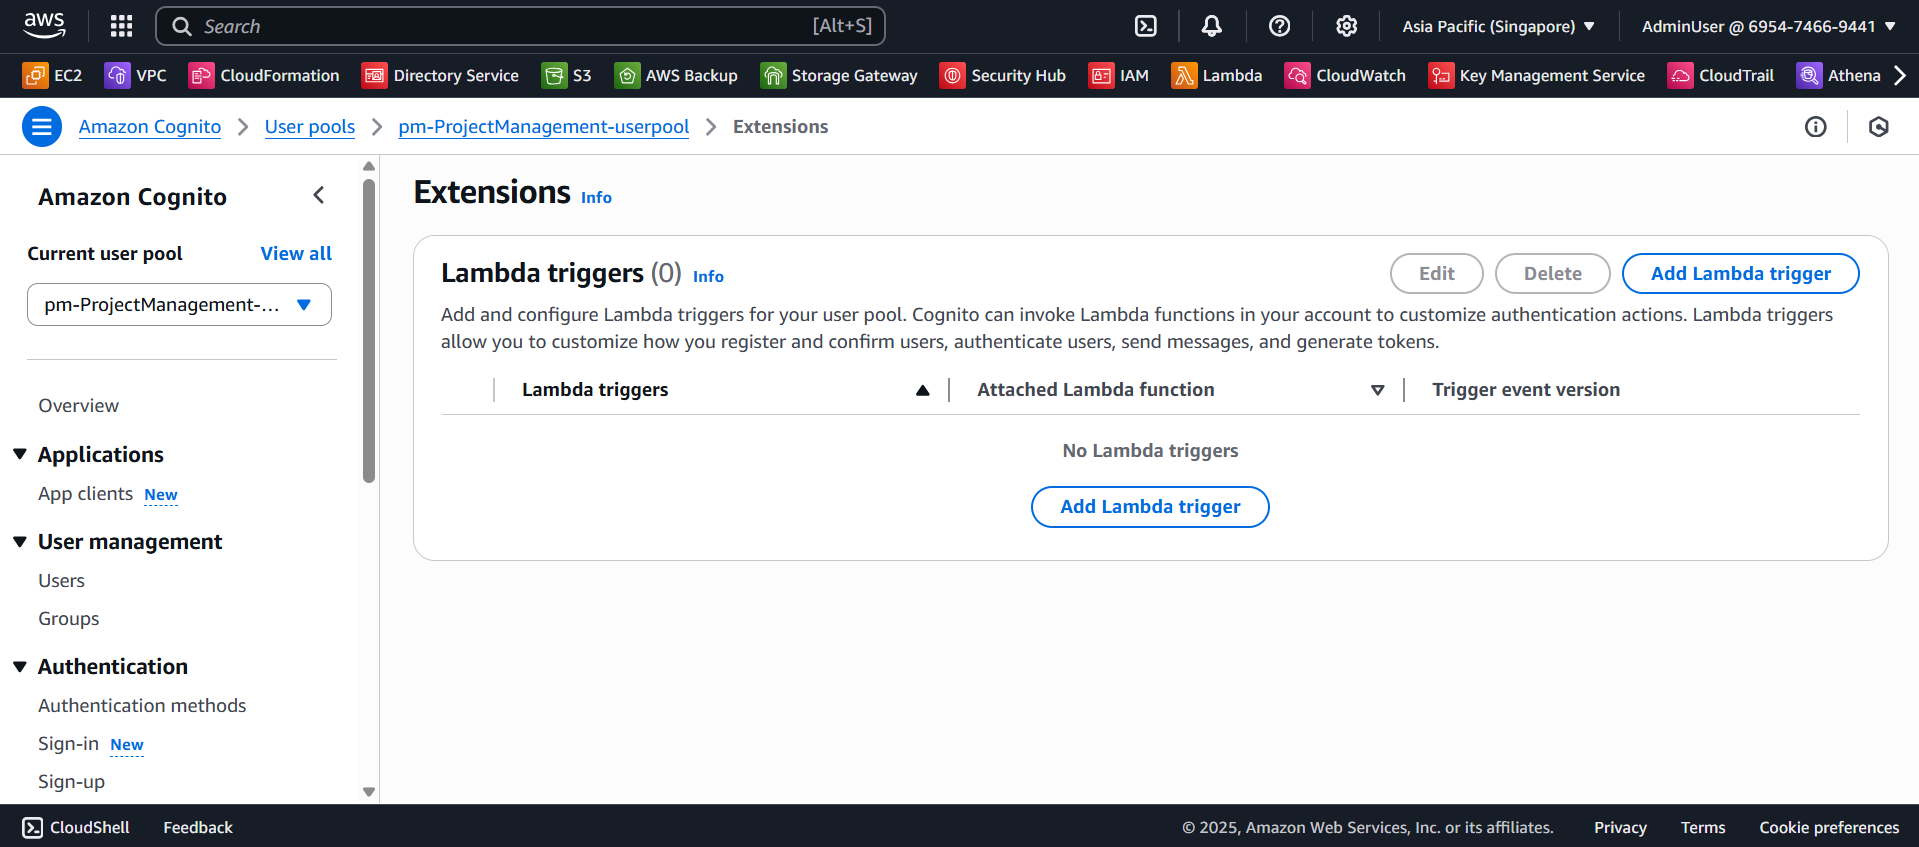 aws
Search [Alt+S]
Asia Pacific (Singapore)
AdminUser @ 6954-7466-9441
EC2 VPC CloudFormation Directory Service S3 AWS Backup Storage Gateway Security Hub IAM Lambda CloudWatch Key Management Service CloudTrail Athena
Amazon Cognito > User pools > pm-ProjectManagement-userpool > Extensions
Amazon Cognito
Current user pool View all
pm-ProjectManagement-...
Overview
Applications
App clients New
User management
Users
Groups
Authentication
Authentication methods
Sign-in New
Sign-up
Extensions Info
Lambda triggers (0) Info
Edit Delete Add Lambda trigger
Add and configure Lambda triggers for your user pool. Cognito can invoke Lambda functions in your account to customize authentication actions. Lambda triggers
allow you to customize how you register and confirm users, authenticate users, send messages, and generate tokens.
Lambda triggers Attached Lambda function Trigger event version
No Lambda triggers
Add Lambda trigger
CloudShell Feedback © 2025, Amazon Web Services, Inc. or its affiliates. Privacy Terms Cookie preferences